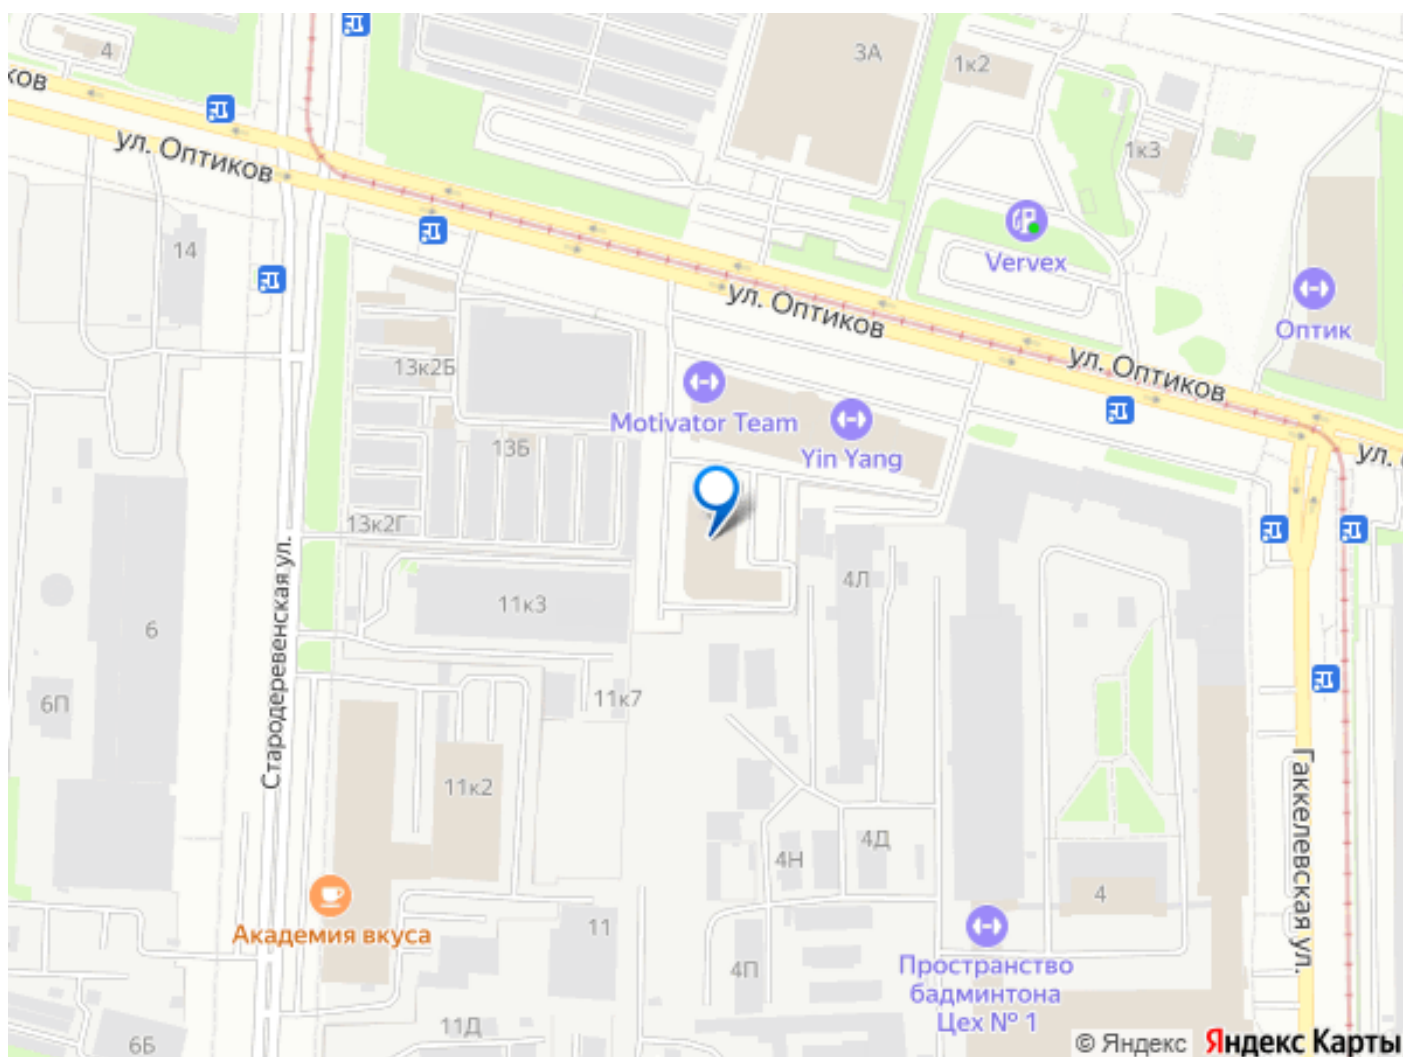 4
3А
1к2
ков
ул. Оптиков
1к3
14
Vervex
ул. Оптиков
Оптик
ул. Оптиков
13к2Б
Motivator Team
Yin Yang
13Б
ул.
13к2Г
4Л
11к3
6
Стародеревенская ул.
6П
11к7
11к2
Гаккелевская ул.
4Д
4Н
4
Академия вкуса
11
4П
Пространство
бадминтона
Цех № 1
11Д
6Б
© Яндекс
Яндекс Карты